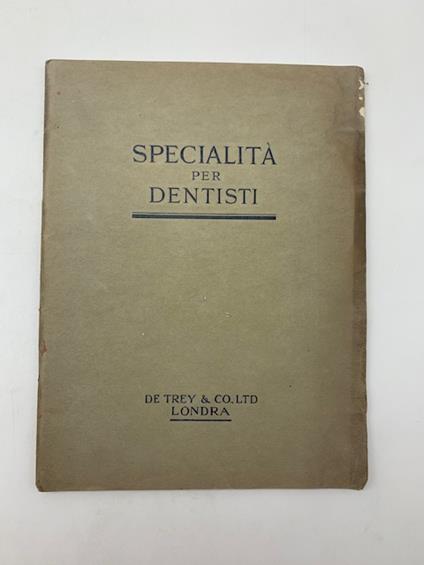 SPECIALITÀ
PER
DENTISTI
DE TREY & CO. LTD
LONDRA